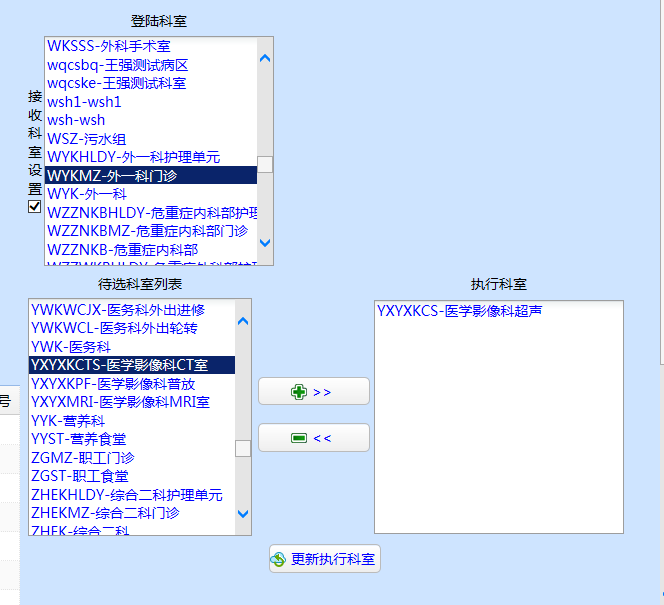 登陆科室
接收科室设置
WKSSS-外科手术室
wqcsbq-王强测试病区
wqcske-王强测试科室
wsh1-wsh1
wsh-wsh
WSZ-污水组
WYKHLDY-外一科护理单元
WYKMZ-外一科门诊
WYK-外一科
WZZNKBHLDY-危重症内科部护理
WZZNKBMZ-危重症内科部门诊
WZZNKB-危重症内科部
WZZWKBHLDY-危重症外科部护理
待选科室列表
YWKWCJX-医务科外出进修
YWKWCL-医务科外出轮转
YWK-医务科
YXYXKCTS-医学影像科CT室
YXYXKPF-医学影像科普放
YXYXMRI-医学影像科MRI室
YYK-营养科
YYST-营养食堂
ZGMZ-职工门诊
ZGST-职工食堂
ZHEKHLDY-综合二科护理单元
ZHEKMZ-综合二科门诊
ZHEK-综合二科
>>
<<
执行科室
YXYXKCS-医学影像科超声
更新执行科室
号